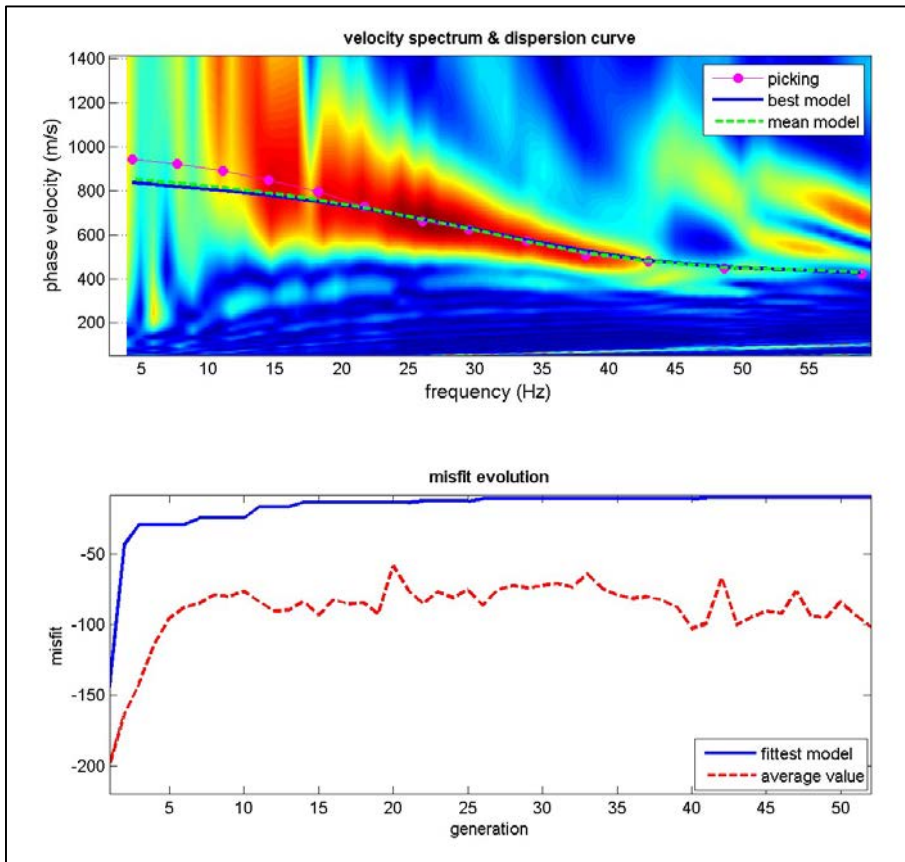 velocity spectrum & dispersion curve
1400
1200
1000
800
600
400
200
phase velocity (m/s)
picking
best model
mean model
5 10 15 20 25 30 35 40 45 50 55
frequency (Hz)
misfit evolution
-50
-100
-150
-200
misfit
fittest model
average value
5 10 15 20 25 30 35 40 45 50
generation